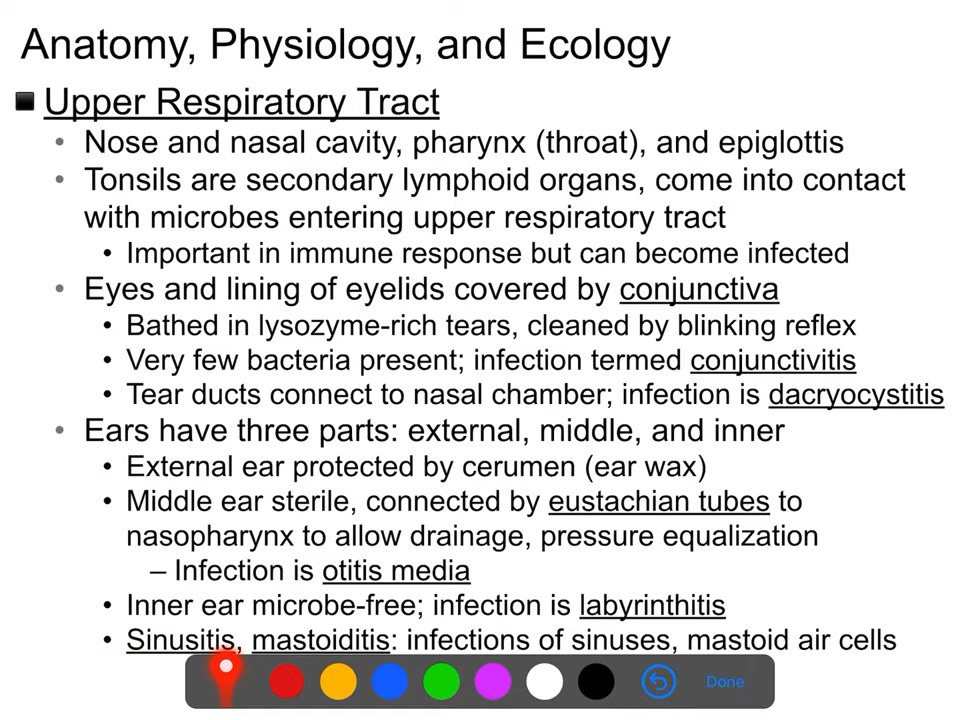 Anatomy, Physiology, and Ecology
Upper Respiratory Tract
• Nose and nasal cavity, pharynx (throat), and epiglottis
• Tonsils are secondary lymphoid organs, come into contact
with microbes entering upper respiratory tract
• Important in immune response but can become infected
• Eyes and lining of eyelids covered by conjunctiva
• Bathed in lysozyme-rich tears, cleaned by blinking reflex
• Very few bacteria present; infection termed conjunctivitis
• Tear ducts connect to nasal chamber; infection is dacryocystitis
• Ears have three parts: external, middle, and inner
• External ear protected by cerumen (ear wax)
• Middle ear sterile, connected by eustachian tubes to
nasopharynx to allow drainage, pressure equalization
– Infection is otitis media
• Inner ear microbe-free; infection is labyrinthitis
• Sinusitis, mastoiditis: infections of sinuses, mastoid air cells
Done